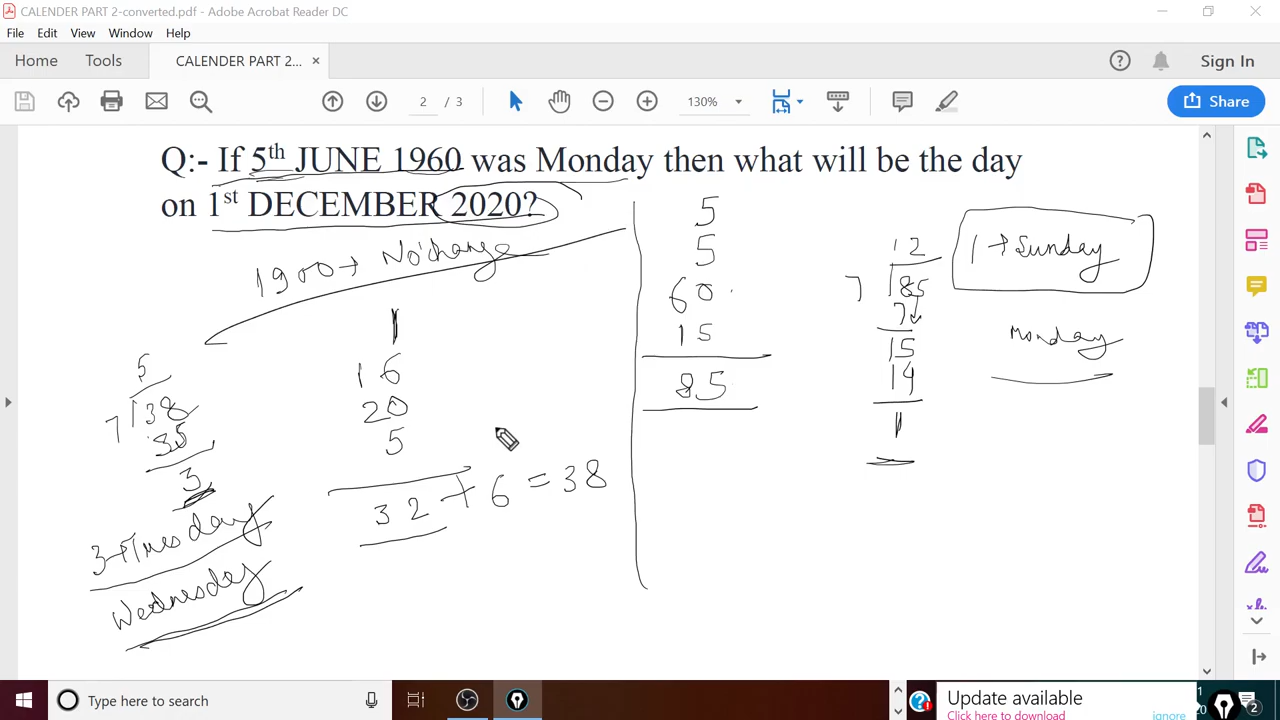 CALENDER PART 2-converted.pdf - Adobe Acrobat Reader DC
File Edit View Window Help
Home Tools CALENDER PART 2... × Sign In
2 / 3 130% Share
Q:- If 5th JUNE 1960 was Monday then what will be the day
on 1st DECEMBER 2020?
1900→ No change
1
16
20
5
32 + 6 = 38
5
7 38
35
3
3→Tuesday
Wednesday
5
5
60
15
85
12
7 85
7
15
14
1
1→Sunday
Monday
Type here to search
Update available
Click here to download ignore
1
20
2